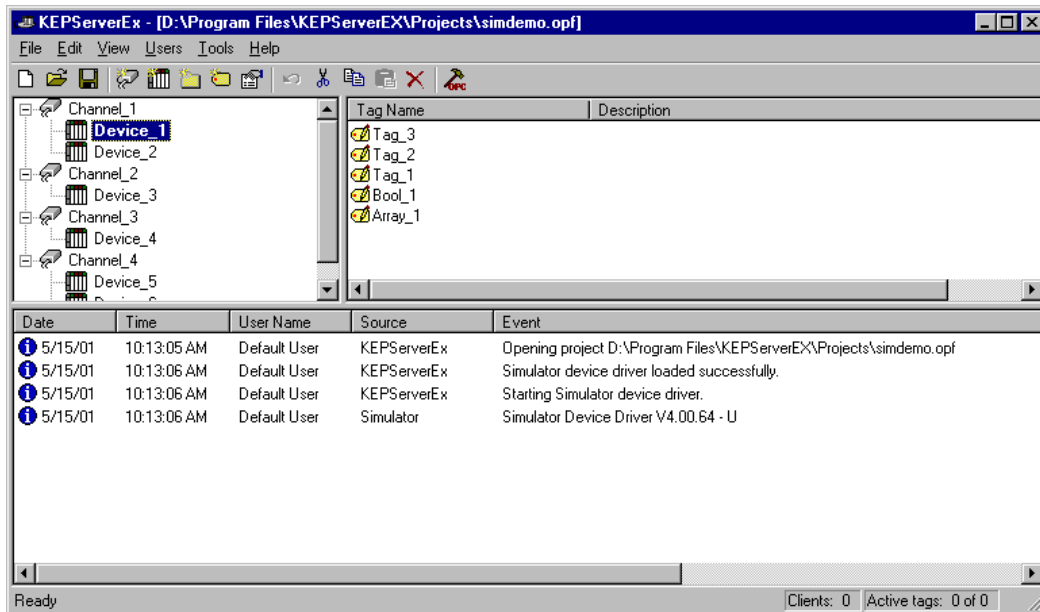 KEPServerEx - [D:\Program Files\KEPServerEX\Projects\simdemo.opf]
File Edit View Users Tools Help
OPC
Channel_1
Device_1
Device_2
Channel_2
Device_3
Channel_3
Device_4
Channel_4
Device_5
Tag Name Description
Tag_3
Tag_2
Tag_1
Bool_1
Array_1
Date Time User Name Source Event
5/15/01 10:13:05 AM Default User KEPServerEx Opening project D:\Program Files\KEPServerEX\Projects\simdemo.opf
5/15/01 10:13:06 AM Default User KEPServerEx Simulator device driver loaded successfully.
5/15/01 10:13:06 AM Default User KEPServerEx Starting Simulator device driver.
5/15/01 10:13:06 AM Default User Simulator Simulator Device Driver V4.00.64 - U
Ready Clients: 0 Active tags: 0 of 0